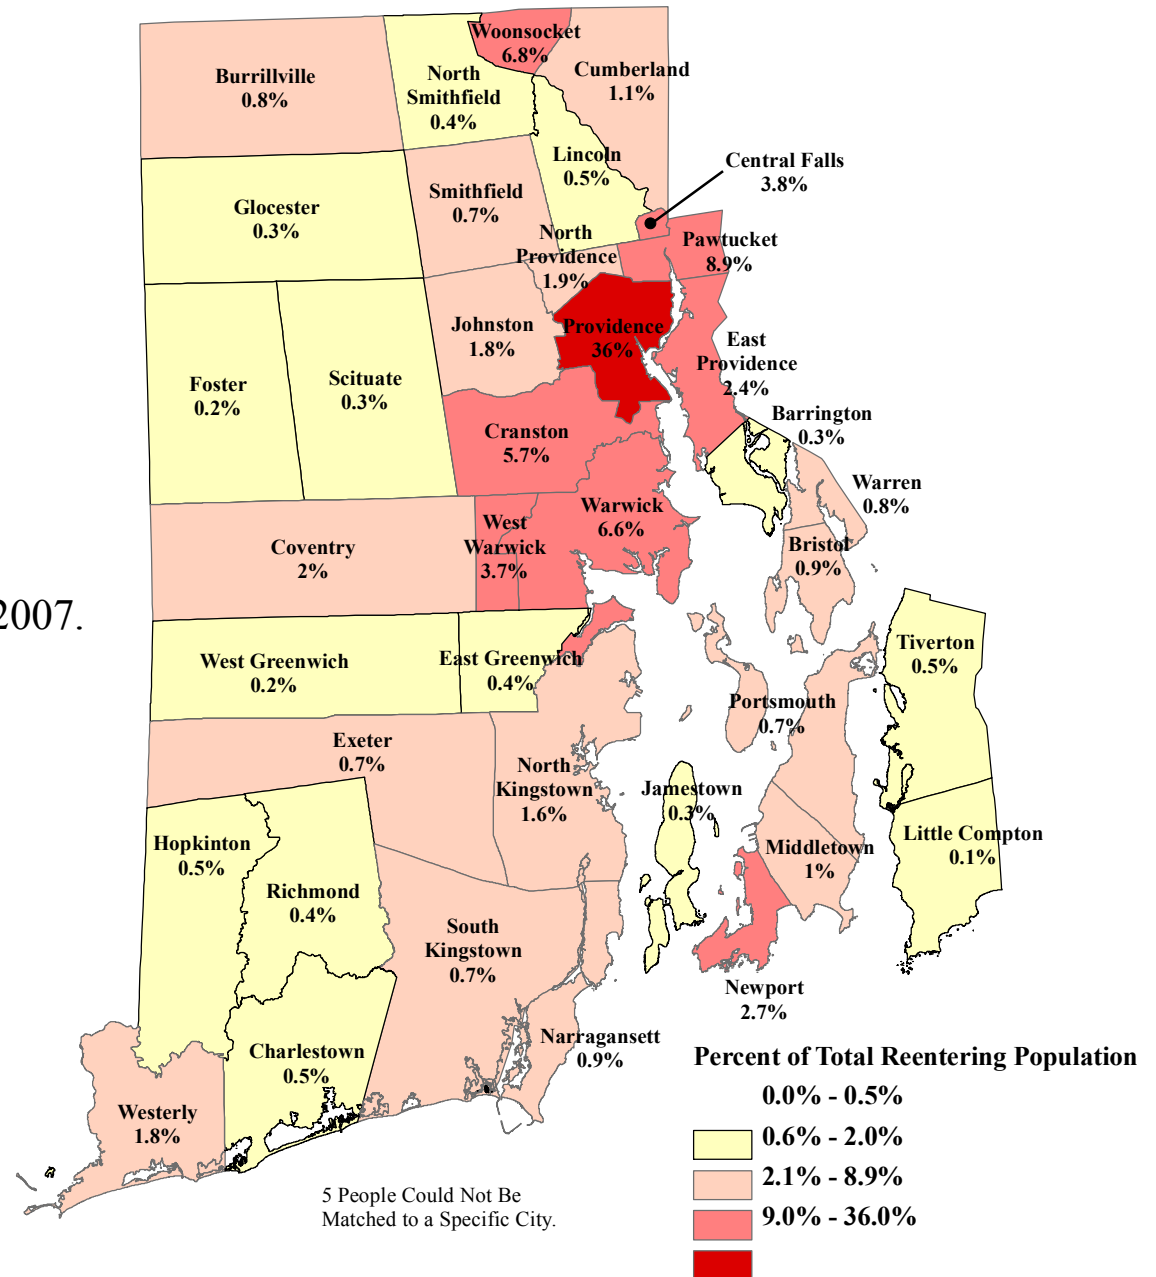 Woonsocket
6.8%
Burrillville
0.8%
North
Smithfield
0.4%
Cumberland
1.1%
Lincoln
0.5%
Central Falls
3.8%
Smithfield
0.7%
Glocester
0.3%
North
Providence
1.9%
Pawtucket
8.9%
Johnston
1.8%
Providence
36%
East
Providence
2.4%
Foster
0.2%
Scituate
0.3%
Barrington
0.3%
Cranston
5.7%
Warren
0.8%
Warwick
6.6%
West
Warwick
3.7%
Coventry
2%
Bristol
0.9%
2007.
Tiverton
0.5%
West Greenwich
0.2%
East Greenwich
0.4%
Portsmouth
0.7%
Exeter
0.7%
North
Kingstown
1.6%
Jamestown
0.3%
Hopkinton
0.5%
Middletown
1%
Little Compton
0.1%
Richmond
0.4%
South
Kingstown
0.7%
Newport
2.7%
Narragansett
0.9%
Charlestown
0.5%
Westerly
1.8%
Percent of Total Reentering Population
0.0% - 0.5%
0.6% - 2.0%
2.1% - 8.9%
9.0% - 36.0%
5 People Could Not Be
Matched to a Specific City.